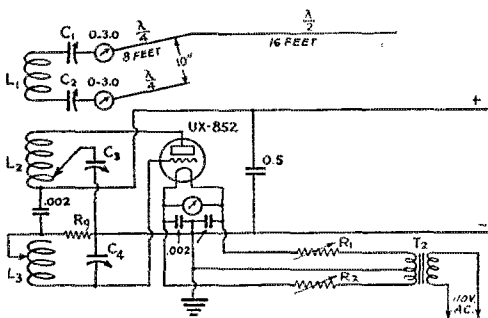 C1 0-3.0 λ/4 λ/2
8 FEET 16 FEET
L1 10"
C2 0-3.0 λ/4
+
UX-852
L2 C3 0.5
.002
R9 -
C4 .002 R1 T2
L3 R2
110V. A.C.